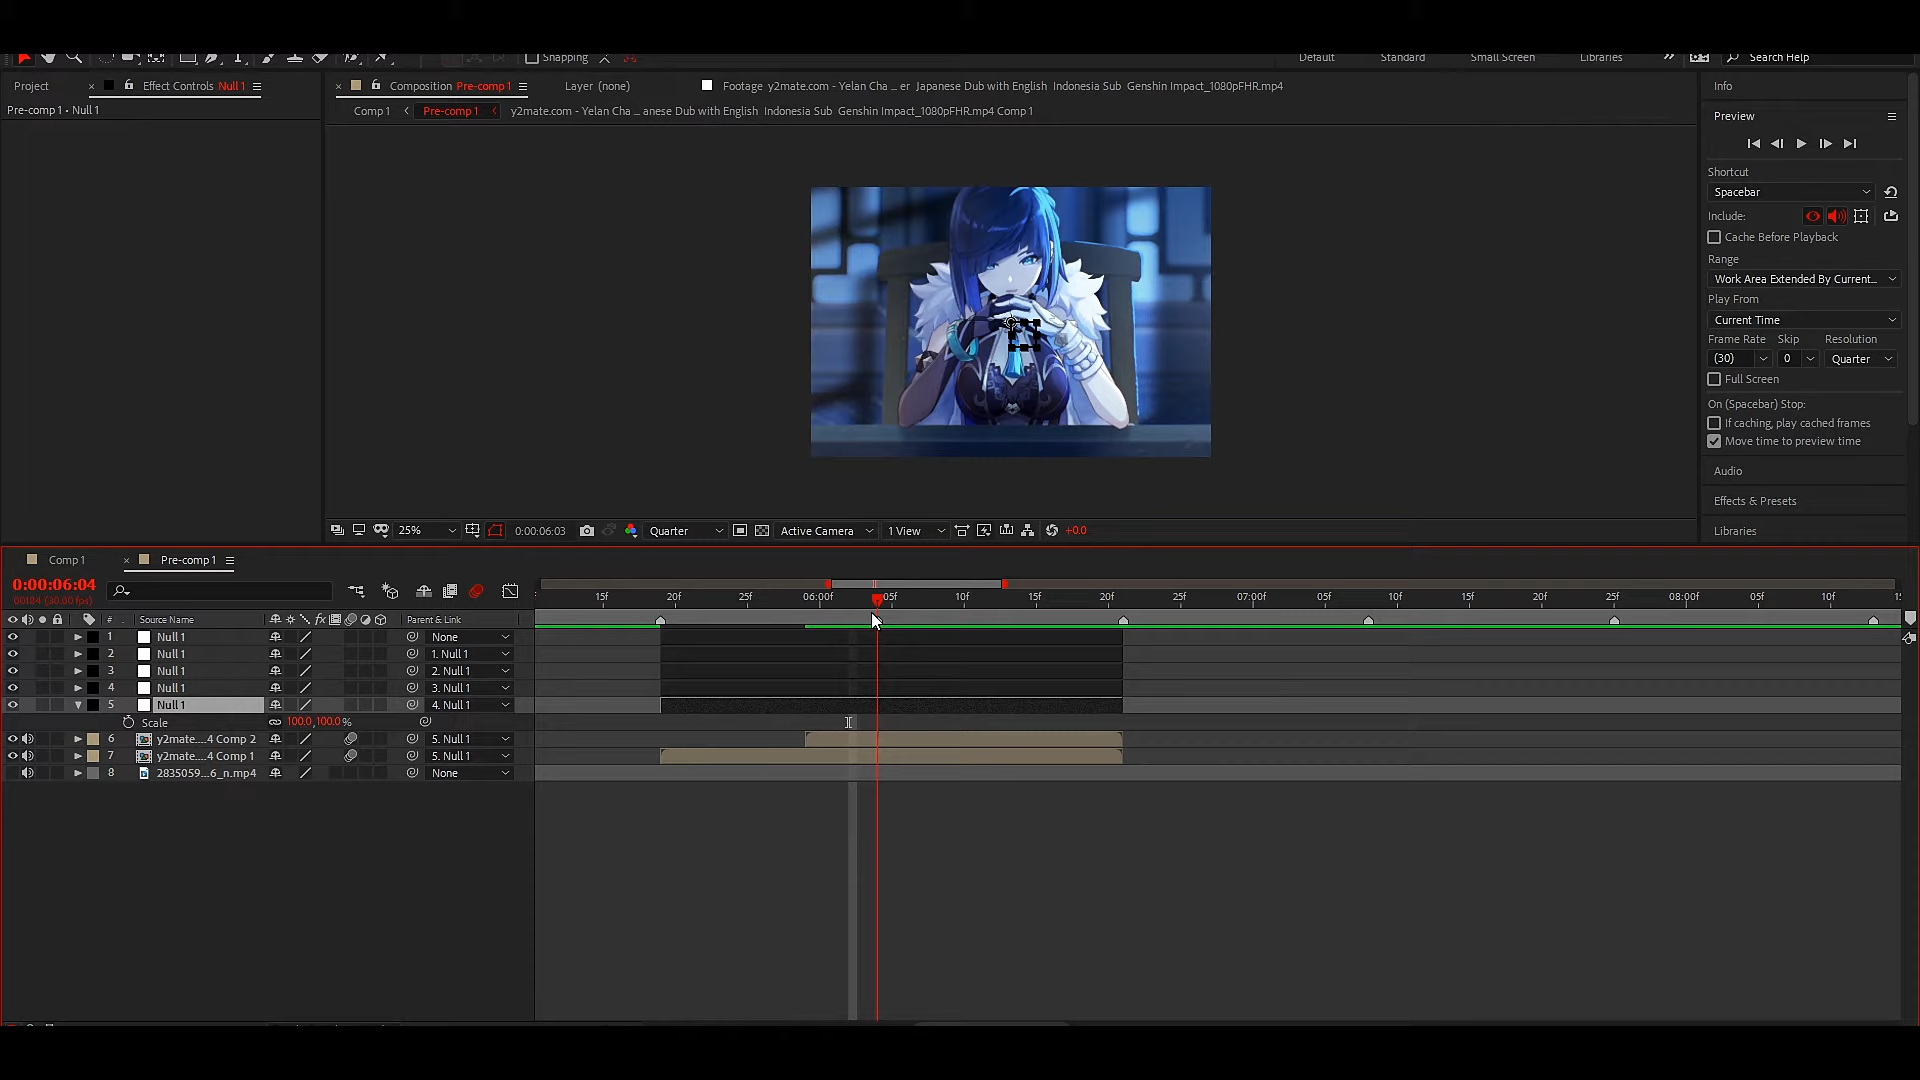 Snapping
Default
Standard
Small Screen
Libraries
Search Help
Project
Effect Controls Null 1
Composition Pre-comp 1
Layer (none)
Footage y2mate.com - Yelan Cha ... er Japanese Dub with English Indonesia Sub Genshin Impact_1080pFHR.mp4
Info
Pre-comp 1 • Null 1
Comp 1
Pre-comp 1
y2mate.com - Yelan Cha ... anese Dub with English Indonesia Sub Genshin Impact_1080pFHR.mp4 Comp 1
Preview
Shortcut
Spacebar
Include:
Cache Before Playback
Range
Work Area Extended By Current...
Play From
Current Time
Frame Rate Skip Resolution
(30) 0 Quarter
Full Screen
On (Spacebar) Stop:
If caching, play cached frames
Move time to preview time
Audio
Effects & Presets
Libraries
25%
0:00:06:03
Quarter
Active Camera
1 View
+0.0
Comp 1
Pre-comp 1
0:00:06:04
00184 (30.00 fps)
15f 20f 25f 06:00f 05f 10f 15f 20f 25f 07:00f 05f 10f 15f 20f 25f 08:00f 05f 10f
# Source Name Parent & Link
1 Null 1 None
2 Null 1 1. Null 1
3 Null 1 2. Null 1
4 Null 1 3. Null 1
5 Null 1 4. Null 1
Scale 100.0,100.0 %
6 y2mate....4 Comp 2 5. Null 1
7 y2mate....4 Comp 1 5. Null 1
8 2835059...6_n.mp4 None